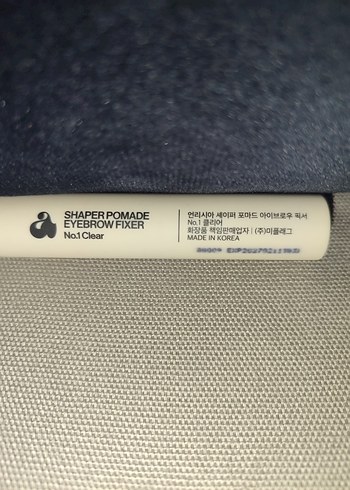 a
SHAPER POMADE
EYEBROW FIXER
No.1 Clear
언리시아 셰이퍼 포마드 아이브로우 픽서
No.1 클리어
화장품 책임판매업자 | (주)미플래그
MADE IN KOREA